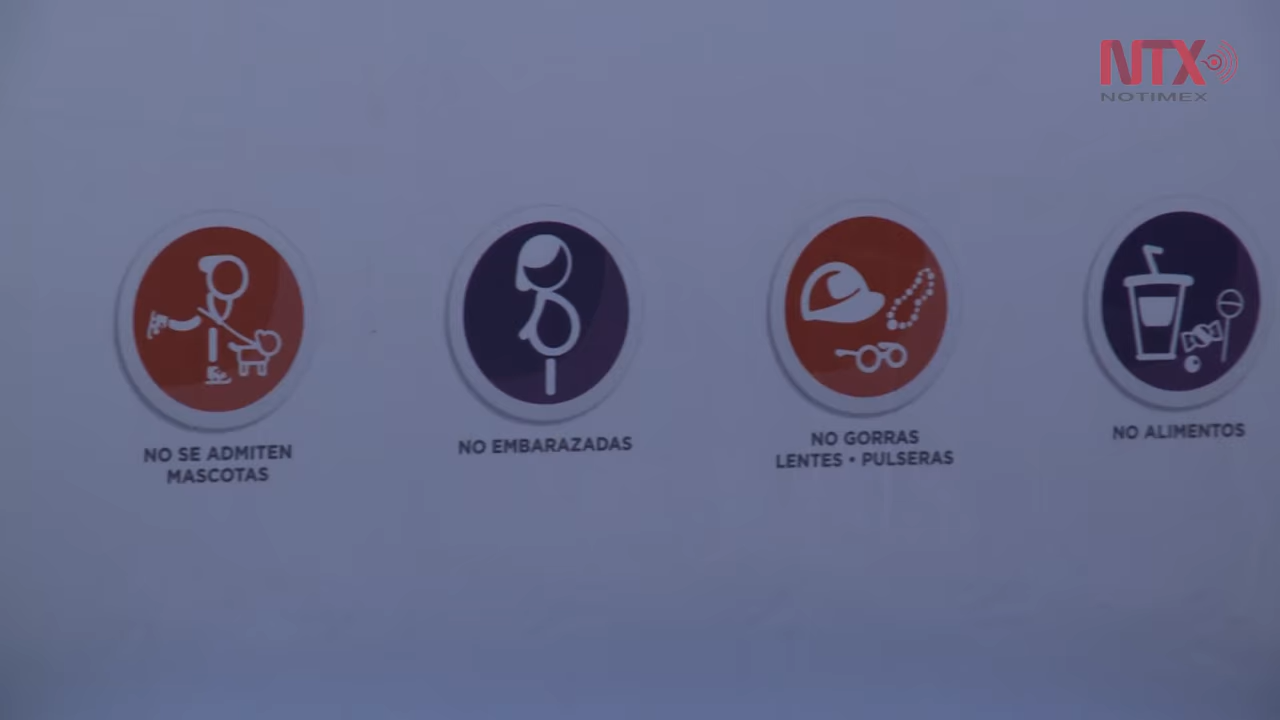 NTX
NOTIMEX
NO SE ADMITEN
MASCOTAS
NO EMBARAZADAS
NO GORRAS
LENTES • PULSERAS
NO ALIMENTOS